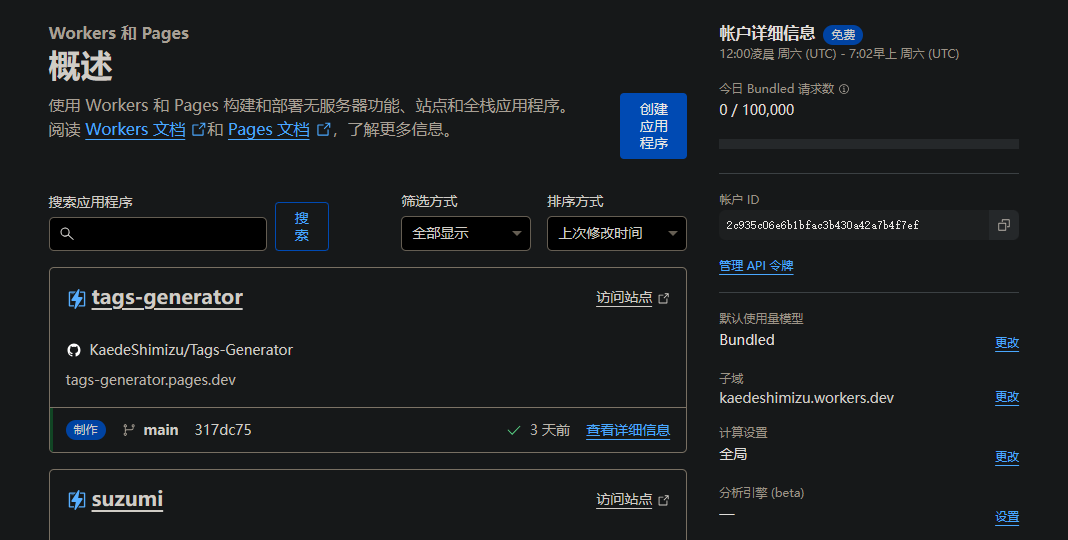 Workers 和 Pages
概述
使用 Workers 和 Pages 构建和部署无服务器功能、站点和全栈应用程序。
阅读 Workers 文档 和 Pages 文档，了解更多信息。
创建
应用
程序
搜索应用程序
搜
索
筛选方式
全部显示
排序方式
上次修改时间
tags-generator
访问站点
KaedeShimizu/Tags-Generator
tags-generator.pages.dev
制作 main 317dc75
3 天前 查看详细信息
suzumi
访问站点
帐户详细信息 免费
12:00凌晨 周六 (UTC) - 7:02早上 周六 (UTC)
今日 Bundled 请求数
0 / 100,000
帐户 ID
2c935c06e6b1bfac3b430a42a7b4f7ef
管理 API 令牌
默认使用量模型
Bundled
更改
子域
kaedeshimizu.workers.dev
更改
计算设置
全局
更改
分析引擎 (beta)
—
设置